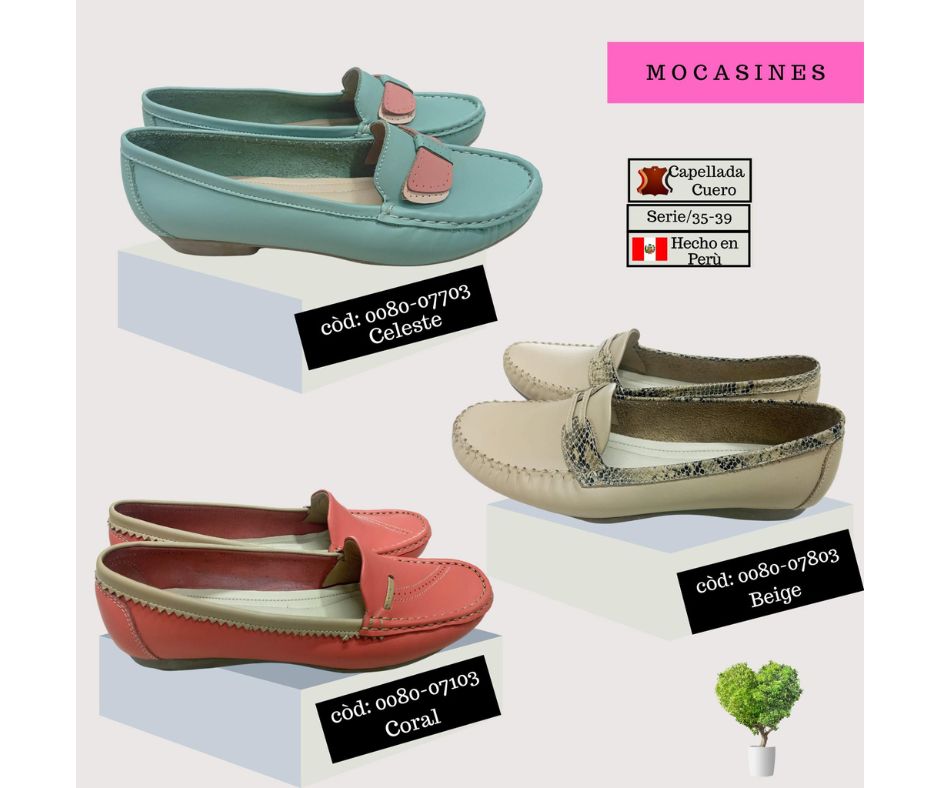 MOCASINES
Capellada
Cuero
Serie/35-39
Hecho en
Perù
còd: 0080-07703
Celeste
còd: 0080-07803
Beige
còd: 0080-07103
Coral